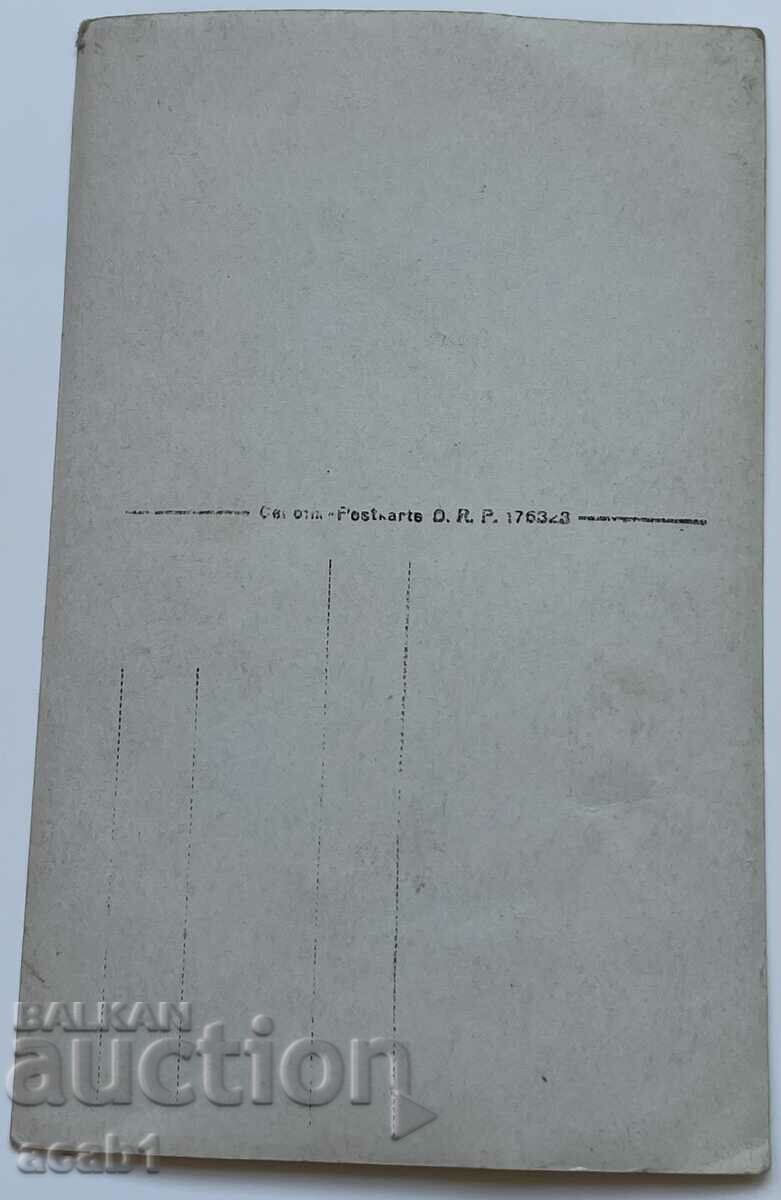 -Postkarte D. R. P. 176323
BALKAN
auction
acab1